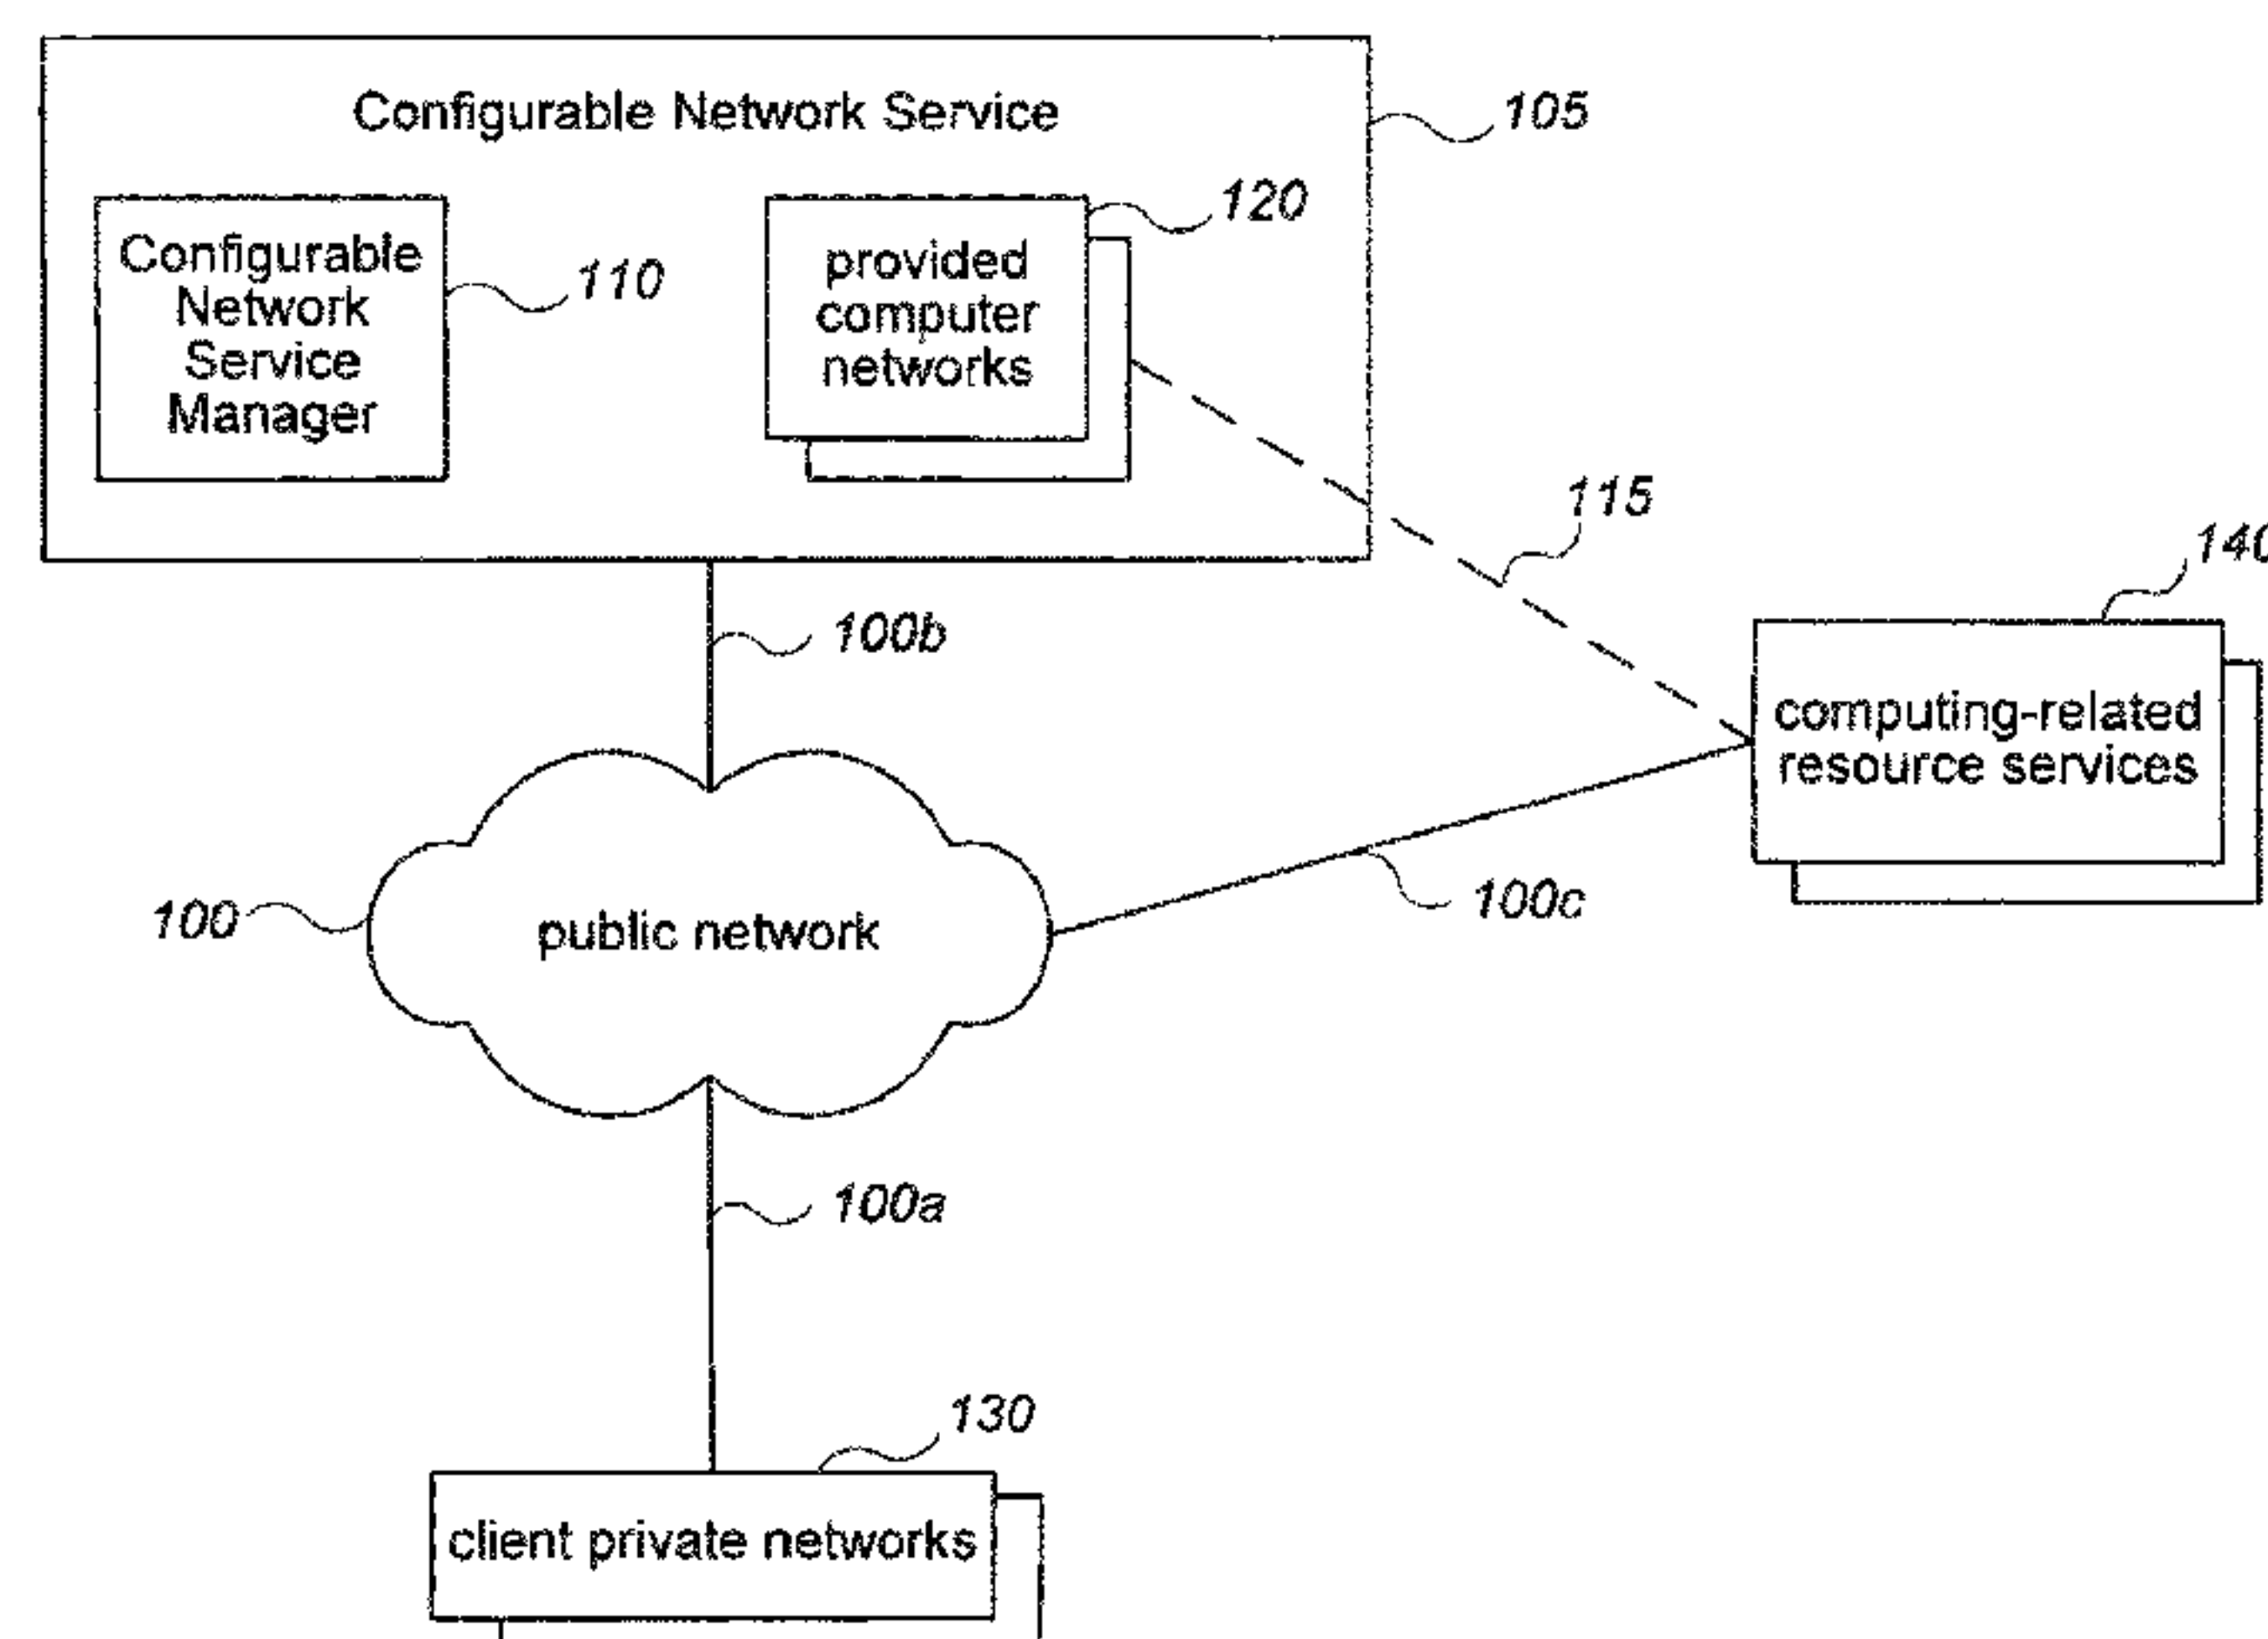 Configurable Network Service
105
120
Configurable
Network
Service
Manager
110
provided
computer
networks
115
140
100b
computing-related
resource services
100
public network
100c
100a
130
client private networks